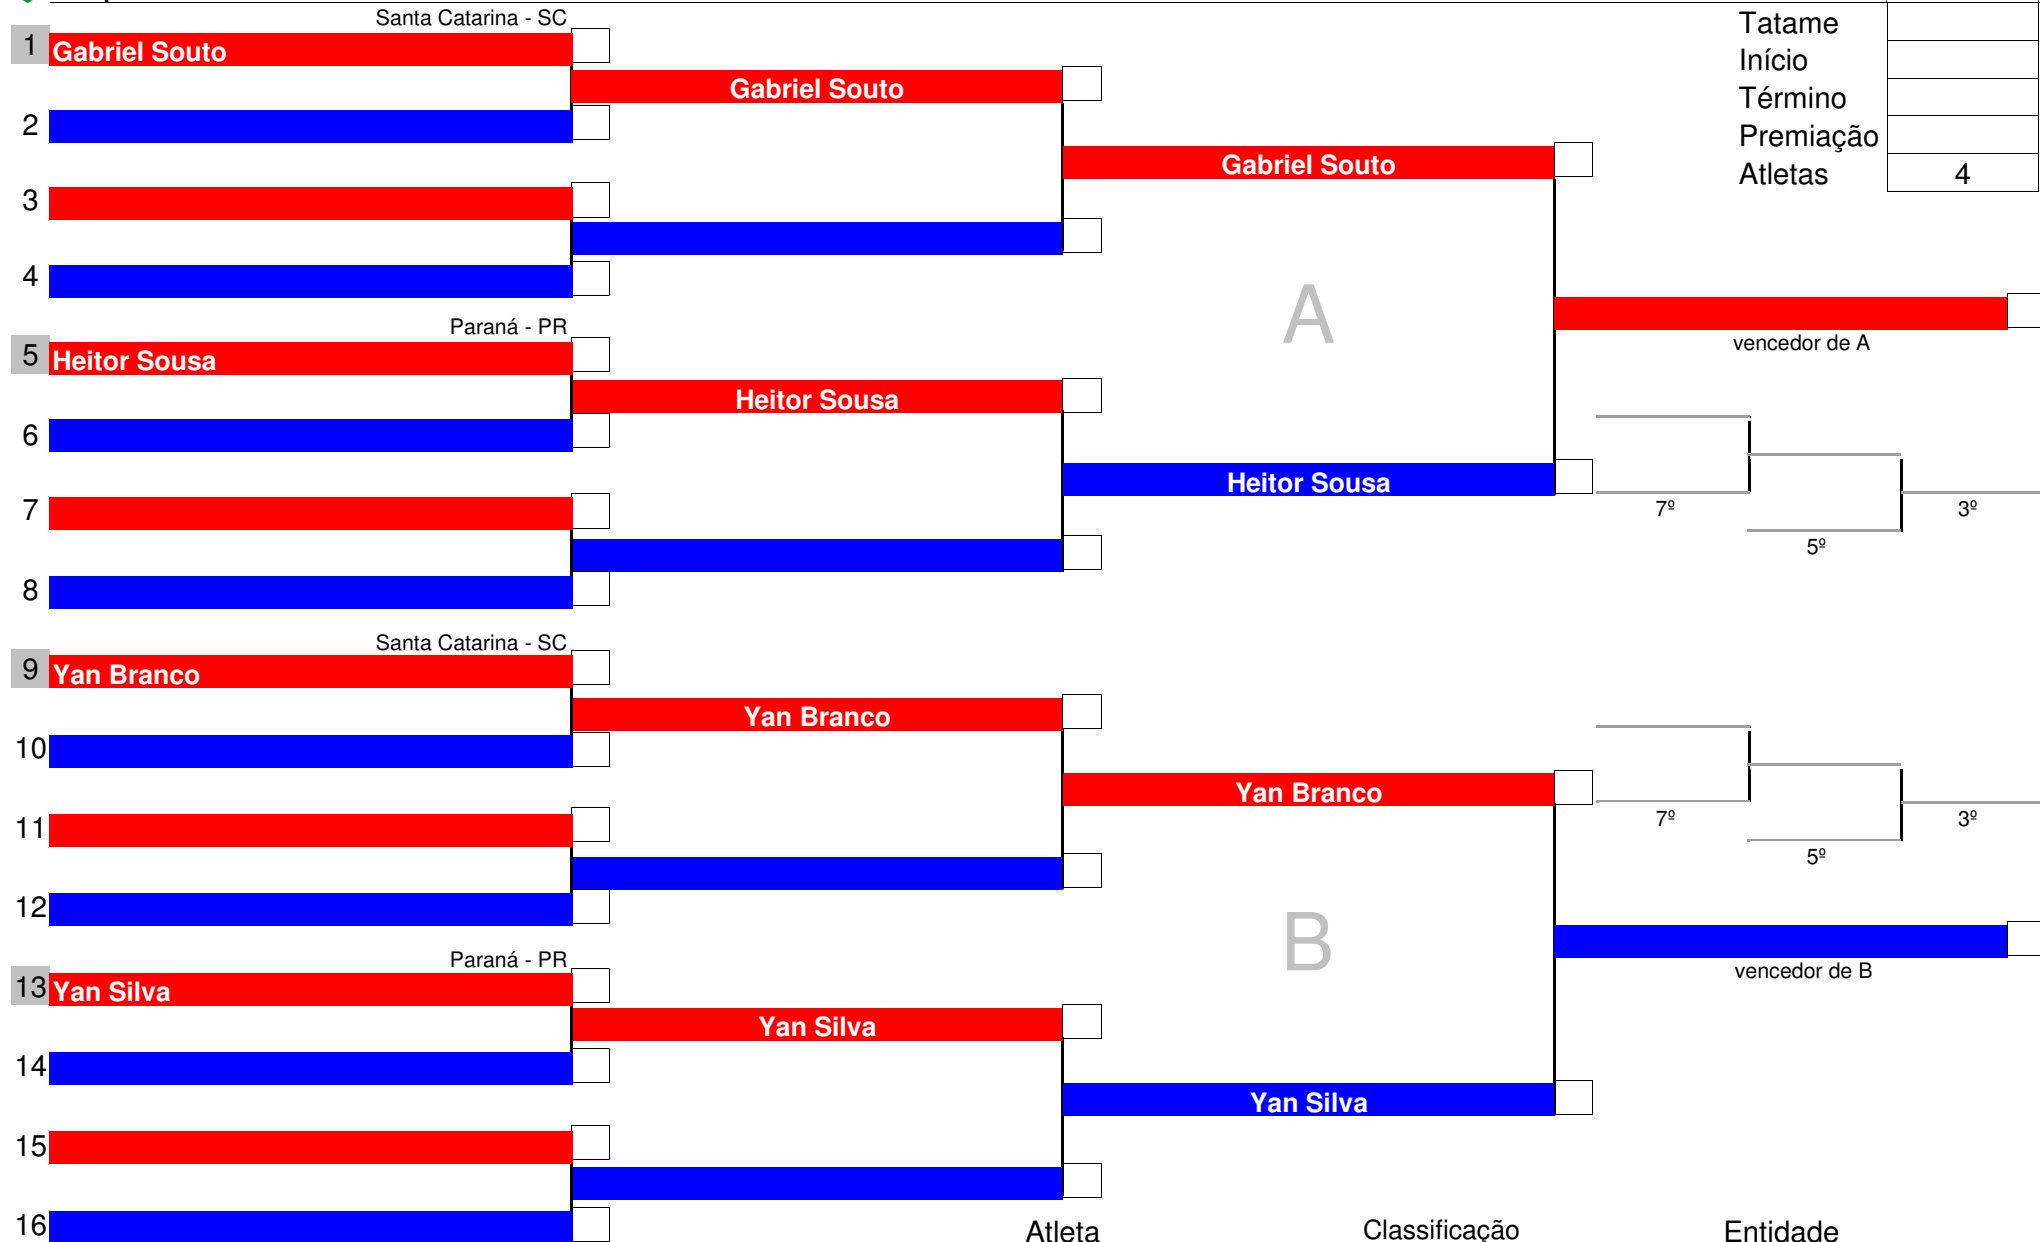 Santa Catarina - SC
1 Gabriel Souto
Gabriel Souto
2
Gabriel Souto
3
4
Tatame
Início
Término
Premiação
Atletas 4
A
vencedor de A
Paraná - PR
5 Heitor Sousa
Heitor Sousa
6
Heitor Sousa
7
8
7º
3º
5º
Santa Catarina - SC
9 Yan Branco
Yan Branco
10
Yan Branco
11
12
7º
3º
5º
B
vencedor de B
Paraná - PR
13 Yan Silva
Yan Silva
14
Yan Silva
15
16
Atleta Classificação Entidade